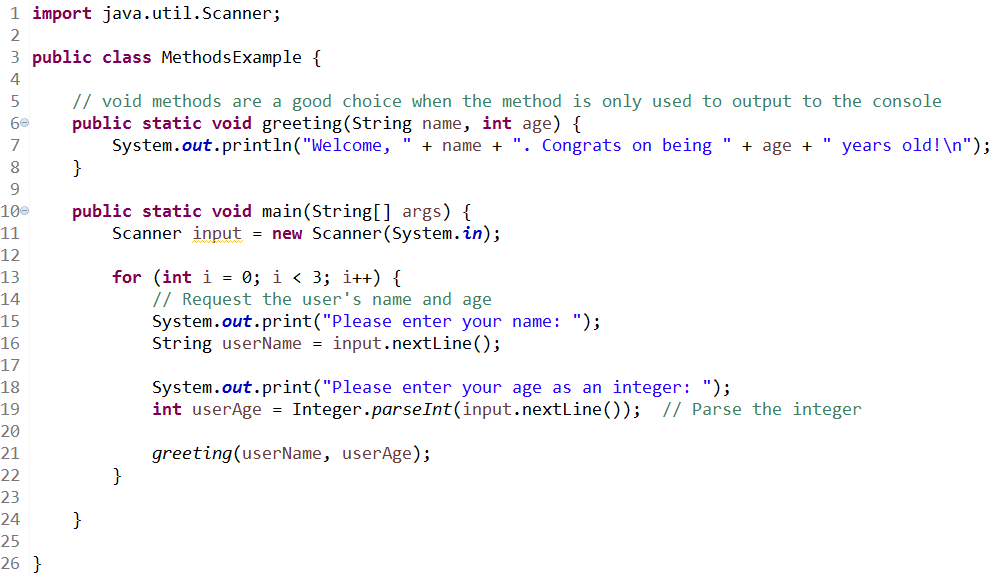 1 import java.util.Scanner;
2
3 public class MethodsExample {
4
5     // void methods are a good choice when the method is only used to output to the console
6     public static void greeting(String name, int age) {
7         System.out.println("Welcome, " + name + ". Congrats on being " + age + " years old!\n");
8     }
9
10     public static void main(String[] args) {
11         Scanner input = new Scanner(System.in);
12
13         for (int i = 0; i < 3; i++) {
14             // Request the user's name and age
15             System.out.print("Please enter your name: ");
16             String userName = input.nextLine();
17
18             System.out.print("Please enter your age as an integer: ");
19             int userAge = Integer.parseInt(input.nextLine());  // Parse the integer
20
21             greeting(userName, userAge);
22         }
23
24     }
25
26 }